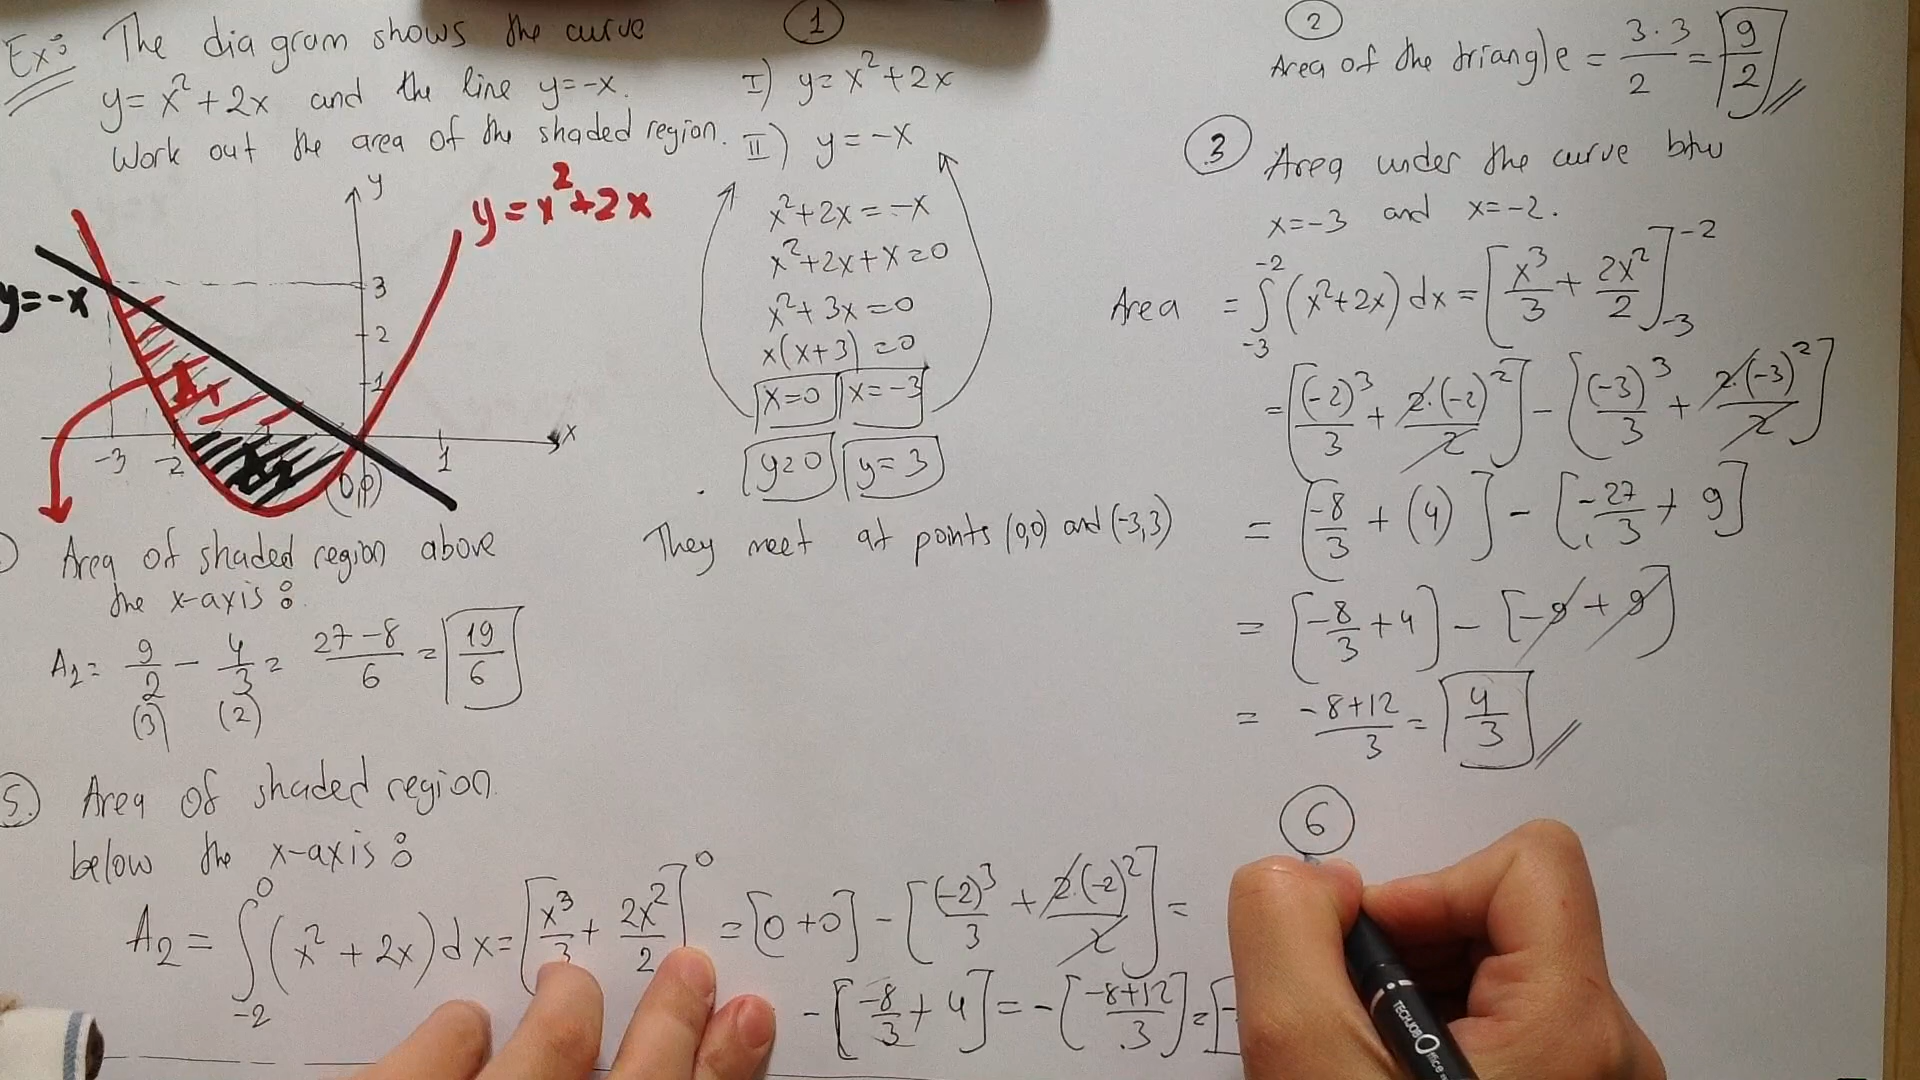 Ex: The diagram shows the curve
y = x² + 2x and the line y = -x.
Work out the area of the shaded region.
y
y = x² + 2x
y = -x
3
2
1
A₁
-3 -2 1 x
(0,0)
Area of shaded region above
the x-axis:
A₁ = 9/2 - 4/3 = (27 - 8)/6 = 19/6
(3) (2)
5. Area of shaded region
below the x-axis:
A₂ = ∫₋₂⁰ (x² + 2x) dx = [x³/3 + 2x²/2]⁰ = [0 + 0] - [(-2)³/3 + 2.(-2)²/2] =
- [-8/3 + 4] = - [(-8 + 12)/3] =
1
I) y = x² + 2x
II) y = -x
x² + 2x = -x
x² + 2x + x = 0
x² + 3x = 0
x(x + 3) = 0
x = 0 x = -3
y = 0 y = 3
They meet at points (0,0) and (-3,3)
2
Area of the triangle = 3.3/2 = 9/2
3 Area under the curve btw
x = -3 and x = -2.
Area = ∫₋₃⁻² (x² + 2x) dx = [x³/3 + 2x²/2]₋₃⁻²
= [(-2)³/3 + 2.(-2)²/2] - [(-3)³/3 + 2.(-3)²/2]
= [-8/3 + (4)] - [-27/3 + 9]
= [-8/3 + 4] - [-9 + 9]
= (-8 + 12)/3 = 4/3
6
TECHJOB Office